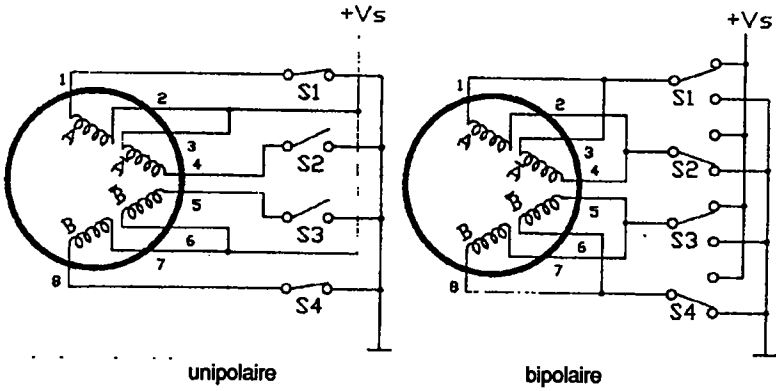 +Vs
1
2
S1
A
3
Ā
4
S2
B̄
5
S3
B
6
7
8
S4
unipolaire
+Vs
1
2
S1
A
3
Ā
4
S2
B̄
5
S3
B
6
7
8
S4
bipolaire